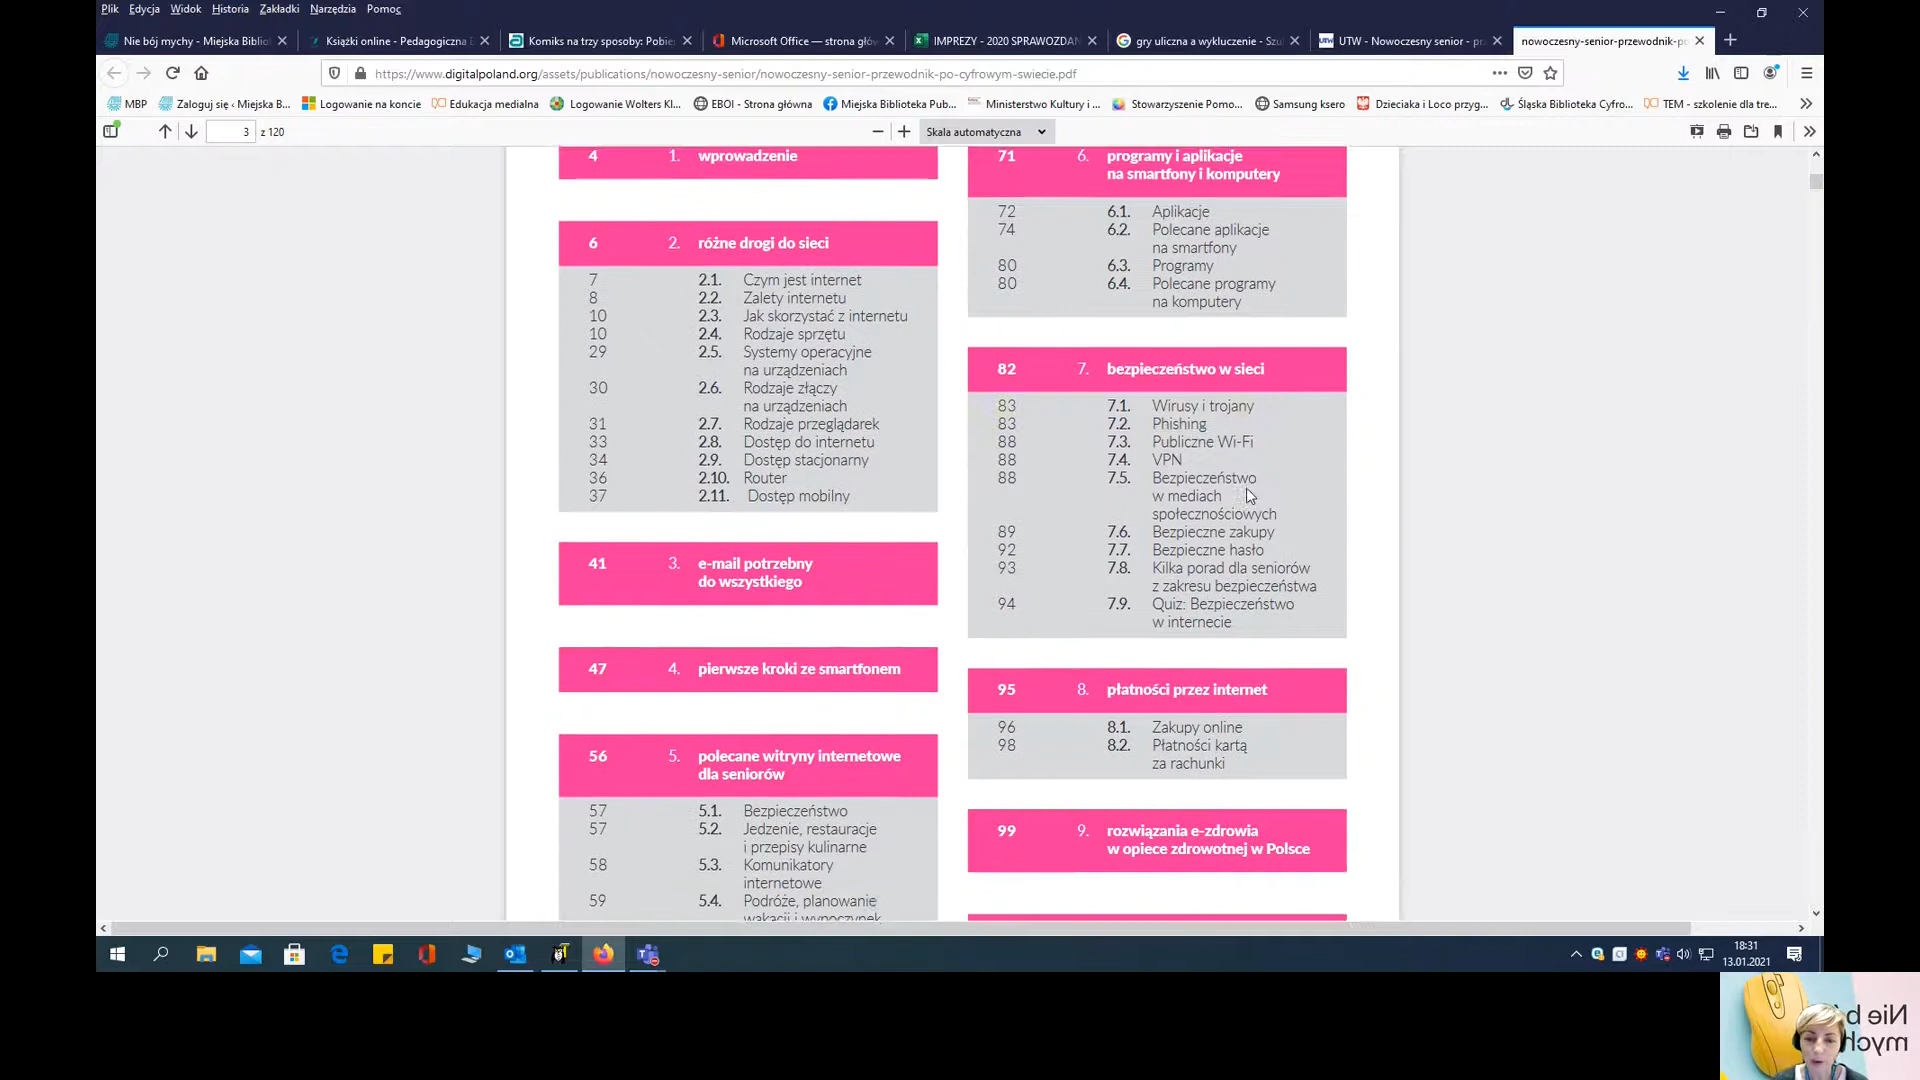 Plik Edycja Widok Historia Zakładki Narzędzia Pomoc
Nie bój mychy - Miejska Bibliot
Książki online - Pedagogiczna B
Komiks na trzy sposoby: Pobier
Microsoft Office — strona głów
IMPREZY - 2020 SPRAWOZDAN
gry uliczna a wykluczenie - Szuk
UTW - Nowoczesny senior - prz
nowoczesny-senior-przewodnik-po
https://www.digitalpoland.org/assets/publications/nowoczesny-senior/nowoczesny-senior-przewodnik-po-cyfrowym-swiecie.pdf
MBP
Zaloguj się ‹ Miejska B...
Logowanie na koncie
Edukacja medialna
Logowanie Wolters Kl...
EBOI - Strona główna
Miejska Biblioteka Pub...
Ministerstwo Kultury i ...
Stowarzyszenie Pomo...
Samsung ksero
Dzieciaka i Loco przyg...
Śląska Biblioteka Cyfro...
TEM - szkolenie dla tre...
3 z 120
Skala automatyczna
4 1. wprowadzenie
6 2. różne drogi do sieci
7 2.1. Czym jest internet
8 2.2. Zalety internetu
10 2.3. Jak skorzystać z internetu
10 2.4. Rodzaje sprzętu
29 2.5. Systemy operacyjne
na urządzeniach
30 2.6. Rodzaje złączy
na urządzeniach
31 2.7. Rodzaje przeglądarek
33 2.8. Dostęp do internetu
34 2.9. Dostęp stacjonarny
36 2.10. Router
37 2.11. Dostęp mobilny
41 3. e-mail potrzebny
do wszystkiego
47 4. pierwsze kroki ze smartfonem
56 5. polecane witryny internetowe
dla seniorów
57 5.1. Bezpieczeństwo
57 5.2. Jedzenie, restauracje
i przepisy kulinarne
58 5.3. Komunikatory
internetowe
59 5.4. Podróże, planowanie
wakacji i wypoczynek
71 6. programy i aplikacje
na smartfony i komputery
72 6.1. Aplikacje
74 6.2. Polecane aplikacje
na smartfony
80 6.3. Programy
80 6.4. Polecane programy
na komputery
82 7. bezpieczeństwo w sieci
83 7.1. Wirusy i trojany
83 7.2. Phishing
88 7.3. Publiczne Wi-Fi
88 7.4. VPN
88 7.5. Bezpieczeństwo
w mediach
społecznościowych
89 7.6. Bezpieczne zakupy
92 7.7. Bezpieczne hasło
93 7.8. Kilka porad dla seniorów
z zakresu bezpieczeństwa
94 7.9. Quiz: Bezpieczeństwo
w internecie
95 8. płatności przez internet
96 8.1. Zakupy online
98 8.2. Płatności kartą
za rachunki
99 9. rozwiązania e-zdrowia
w opiece zdrowotnej w Polsce
18:31
13.01.2021
Nie b
mych